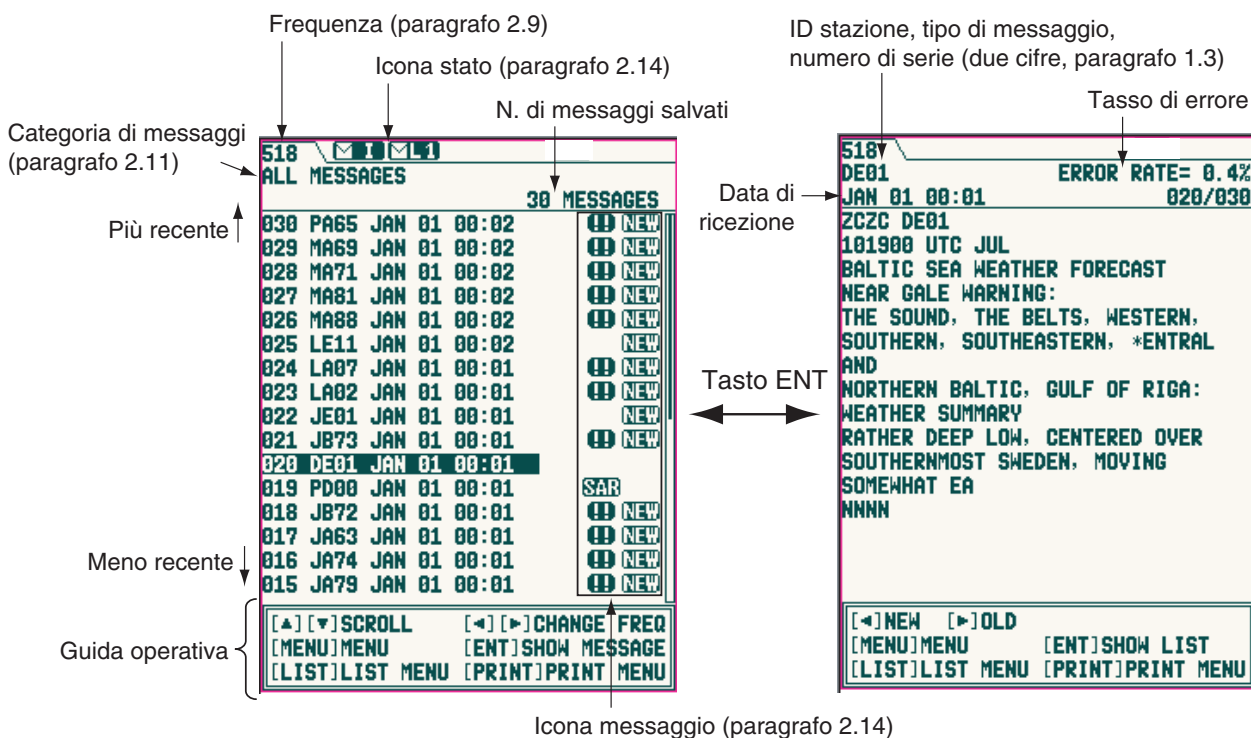 Frequenza (paragrafo 2.9)
Icona stato (paragrafo 2.14)
N. di messaggi salvati
Categoria di messaggi
(paragrafo 2.11)
Più recente
Meno recente
Guida operativa
518 I L1
ALL MESSAGES
30 MESSAGES
030 PA65 JAN 01 00:02 !! NEW
029 MA69 JAN 01 00:02 !! NEW
028 MA71 JAN 01 00:02 !! NEW
027 MA81 JAN 01 00:02 !! NEW
026 MA88 JAN 01 00:02 !! NEW
025 LE11 JAN 01 00:02 NEW
024 LA07 JAN 01 00:01 !! NEW
023 LA02 JAN 01 00:01 !! NEW
022 JE01 JAN 01 00:01 NEW
021 JB73 JAN 01 00:01 !! NEW
020 DE01 JAN 01 00:01
019 PD00 JAN 01 00:01 SAR
018 JB72 JAN 01 00:01 !! NEW
017 JA63 JAN 01 00:01 !! NEW
016 JA74 JAN 01 00:01 !! NEW
015 JA79 JAN 01 00:01 !! NEW
[▲][▼]SCROLL [◄][►]CHANGE FREQ
[MENU]MENU [ENT]SHOW MESSAGE
[LIST]LIST MENU [PRINT]PRINT MENU
Icona messaggio (paragrafo 2.14)
Tasto ENT
ID stazione, tipo di messaggio,
numero di serie (due cifre, paragrafo 1.3)
Tasso di errore
Data di
ricezione
518
DE01 ERROR RATE= 0.4%
JAN 01 00:01 020/030
ZCZC DE01
101900 UTC JUL
BALTIC SEA WEATHER FORECAST
NEAR GALE WARNING:
THE SOUND, THE BELTS, WESTERN,
SOUTHERN, SOUTHEASTERN, *ENTRAL
AND
NORTHERN BALTIC, GULF OF RIGA:
WEATHER SUMMARY
RATHER DEEP LOW, CENTERED OVER
SOUTHERNMOST SWEDEN, MOVING
SOMEWHAT EA
NNNN
[◄]NEW [►]OLD
[MENU]MENU [ENT]SHOW LIST
[LIST]LIST MENU [PRINT]PRINT MENU